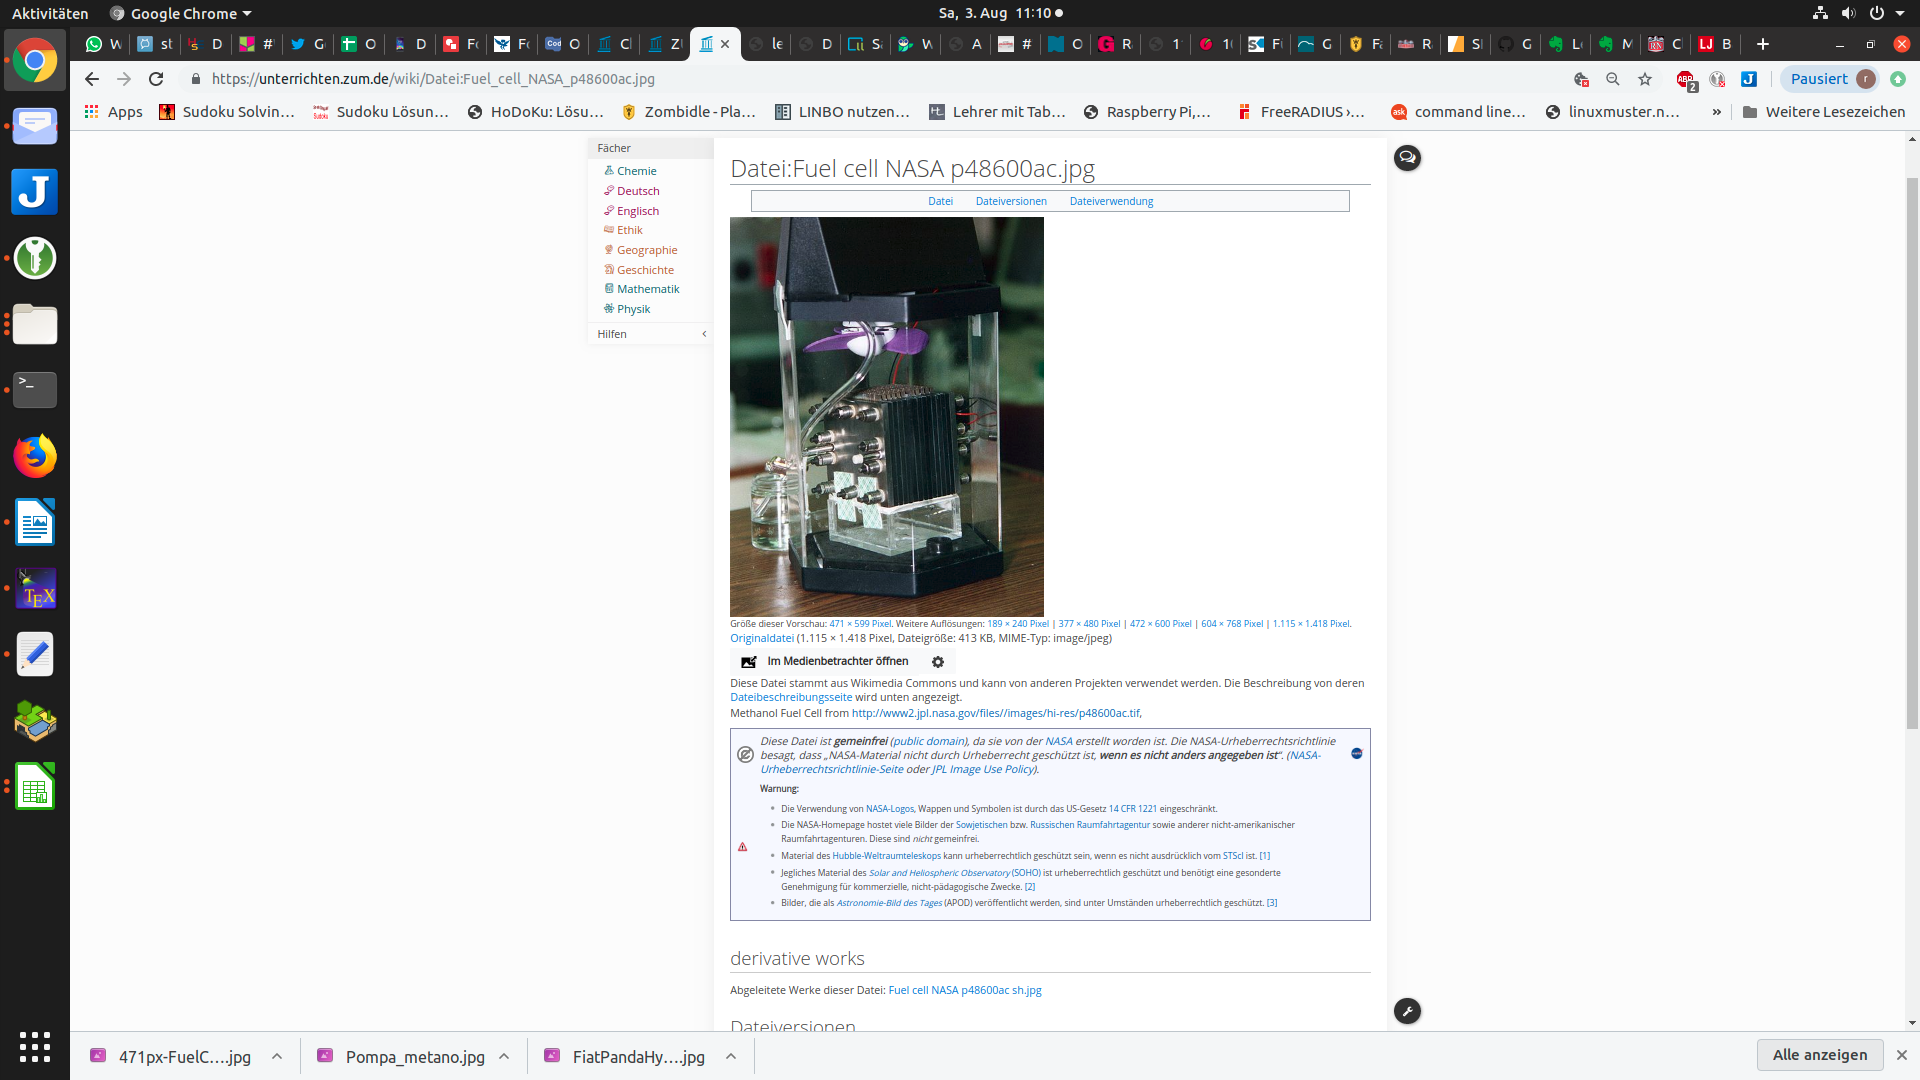 Aktivitäten
Google Chrome
Sa, 3. Aug 11:10
https://unterrichten.zum.de/wiki/Datei:Fuel_cell_NASA_p48600ac.jpg
Pausiert r
Apps
Sudoku Solvin…
Sudoku Lösun…
HoDoKu: Lösu…
Zombidle - Pla…
LINBO nutzen…
Lehrer mit Tab…
Raspberry Pi,…
FreeRADIUS ›…
command line…
linuxmuster.n…
»
Weitere Lesezeichen
Fächer
Chemie
Deutsch
Englisch
Ethik
Geographie
Geschichte
Mathematik
Physik
Hilfen
Datei:Fuel cell NASA p48600ac.jpg
Datei Dateiversionen Dateiverwendung
Größe dieser Vorschau: 471 × 599 Pixel. Weitere Auflösungen: 189 × 240 Pixel | 377 × 480 Pixel | 472 × 600 Pixel | 604 × 768 Pixel | 1.115 × 1.418 Pixel.
Originaldatei (1.115 × 1.418 Pixel, Dateigröße: 413 KB, MIME-Typ: image/jpeg)
Im Medienbetrachter öffnen
Diese Datei stammt aus Wikimedia Commons und kann von anderen Projekten verwendet werden. Die Beschreibung von deren
Dateibeschreibungsseite wird unten angezeigt.
Methanol Fuel Cell from http://www2.jpl.nasa.gov/files//images/hi-res/p48600ac.tif,
Diese Datei ist gemeinfrei (public domain), da sie von der NASA erstellt worden ist. Die NASA-Urheberrechtsrichtlinie
besagt, dass „NASA-Material nicht durch Urheberrecht geschützt ist, wenn es nicht anders angegeben ist“. (NASA-
Urheberrechtsrichtlinie-Seite oder JPL Image Use Policy).
Warnung:
Die Verwendung von NASA-Logos, Wappen und Symbolen ist durch das US-Gesetz 14 CFR 1221 eingeschränkt.
Die NASA-Homepage hostet viele Bilder der Sowjetischen bzw. Russischen Raumfahrtagentur sowie anderer nicht-amerikanischer
Raumfahrtagenturen. Diese sind nicht gemeinfrei.
Material des Hubble-Weltraumteleskops kann urheberrechtlich geschützt sein, wenn es nicht ausdrücklich vom STScI ist. [1]
Jegliches Material des Solar and Heliospheric Observatory (SOHO) ist urheberrechtlich geschützt und benötigt eine gesonderte
Genehmigung für kommerzielle, nicht-pädagogische Zwecke. [2]
Bilder, die als Astronomie-Bild des Tages (APOD) veröffentlicht werden, sind unter Umständen urheberrechtlich geschützt. [3]
derivative works
Abgeleitete Werke dieser Datei: Fuel cell NASA p48600ac sh.jpg
Dateiversionen
471px-FuelC….jpg
Pompa_metano.jpg
FiatPandaHy….jpg
Alle anzeigen